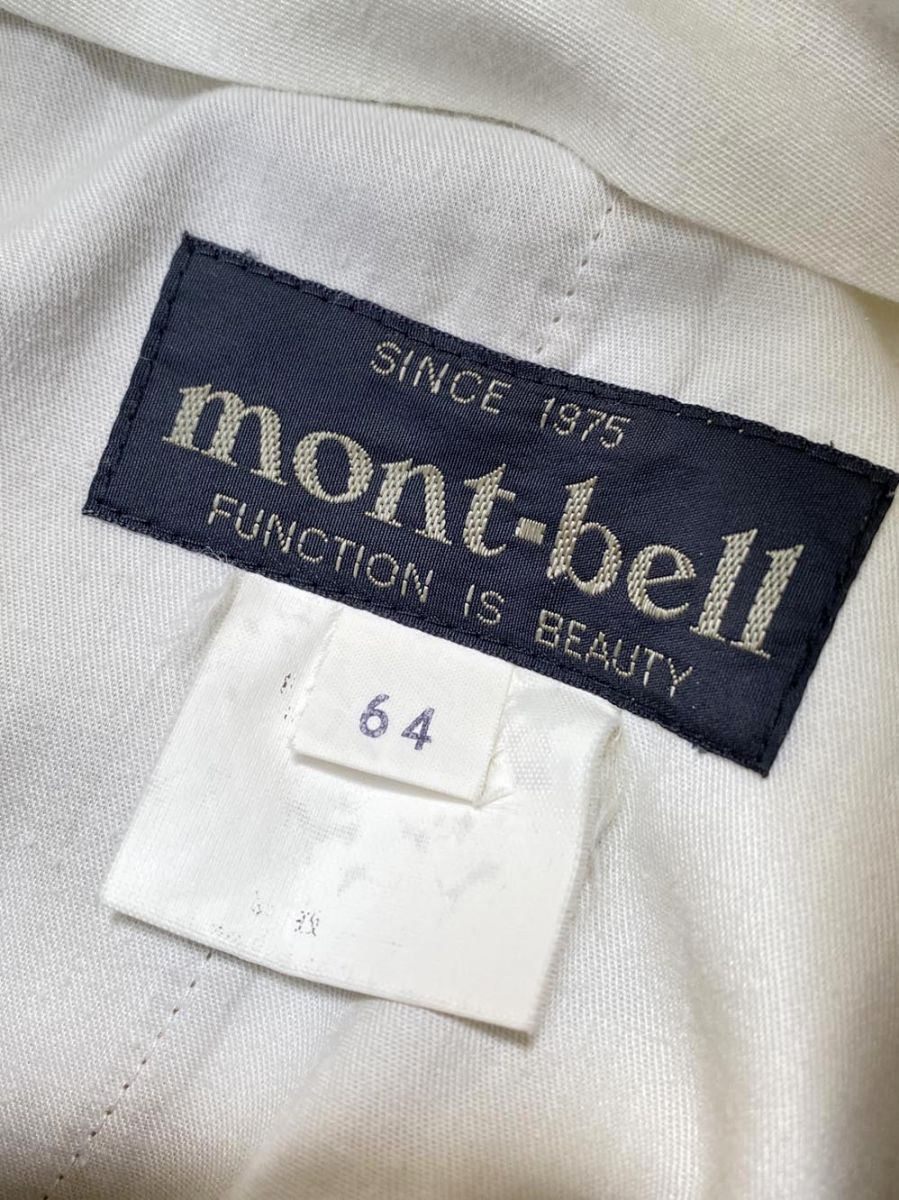 SINCE 1975
mont-bell
FUNCTION IS BEAUTY
64